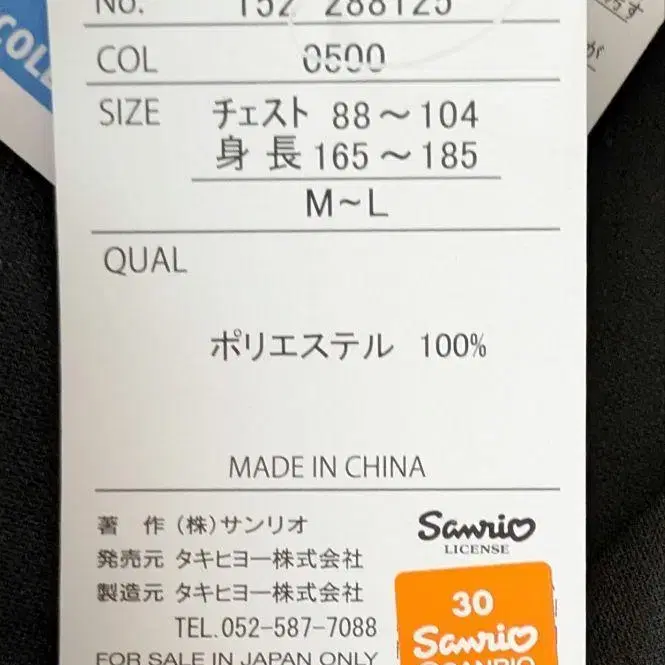 No. 152 288125
COL 0500
SIZE チェスト 88～104
身 長 165～185
M～L
QUAL
ポリエステル 100%
MADE IN CHINA
著 作 (株)サンリオ
発売元 タキヒヨー株式会社
製造元 タキヒヨー株式会社
TEL.052-587-7088
FOR SALE IN JAPAN ONLY
Sanrio
LICENSE
30
Sanrio
SANRIO
COLL